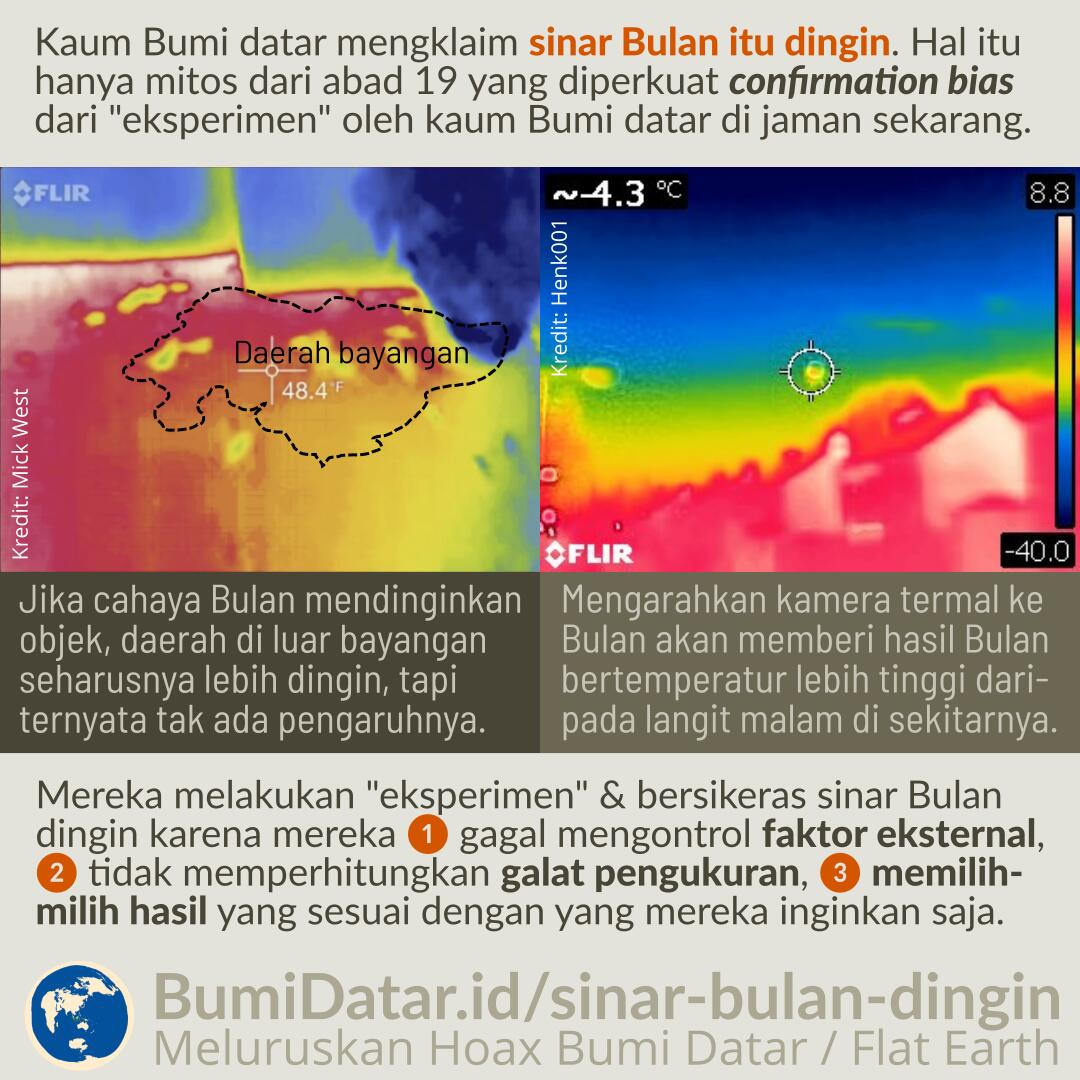 Kaum Bumi datar mengklaim sinar Bulan itu dingin. Hal itu
hanya mitos dari abad 19 yang diperkuat confirmation bias
dari "eksperimen" oleh kaum Bumi datar di jaman sekarang.
FLIR
Daerah bayangan
48.4°F
Kredit: Mick West
~-4.3 °C
8.8
Kredit: Henk001
FLIR
-40.0
Jika cahaya Bulan mendinginkan
objek, daerah di luar bayangan
seharusnya lebih dingin, tapi
ternyata tak ada pengaruhnya.
Mengarahkan kamera termal ke
Bulan akan memberi hasil Bulan
bertemperatur lebih tinggi dari-
pada langit malam di sekitarnya.
Mereka melakukan "eksperimen" & bersikeras sinar Bulan
dingin karena mereka 1 gagal mengontrol faktor eksternal,
2 tidak memperhitungkan galat pengukuran, 3 memilih-
milih hasil yang sesuai dengan yang mereka inginkan saja.
BumiDatar.id/sinar-bulan-dingin
Meluruskan Hoax Bumi Datar / Flat Earth